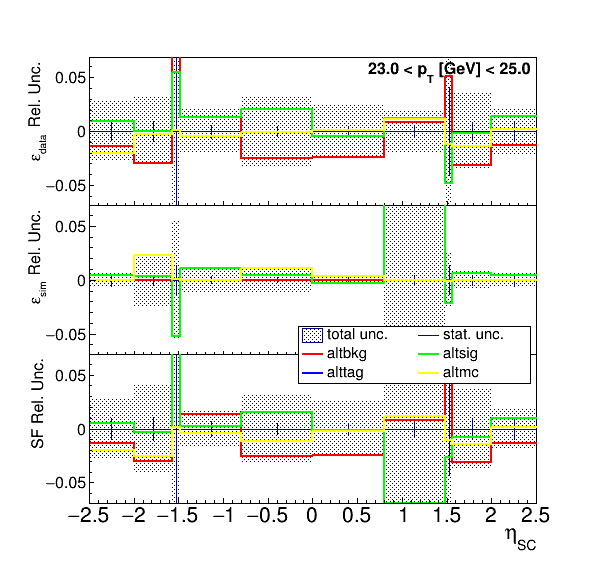 23.0 < p_T [GeV] < 25.0
ε_data Rel. Unc.
0.05
0
−0.05
ε_sim Rel. Unc.
0.05
0
−0.05
total unc. stat. unc.
altbkg altsig
alttag altmc
SF Rel. Unc.
0.05
0
−0.05
−2.5 −2 −1.5 −1 −0.5 0 0.5 1 1.5 2 2.5
η_SC